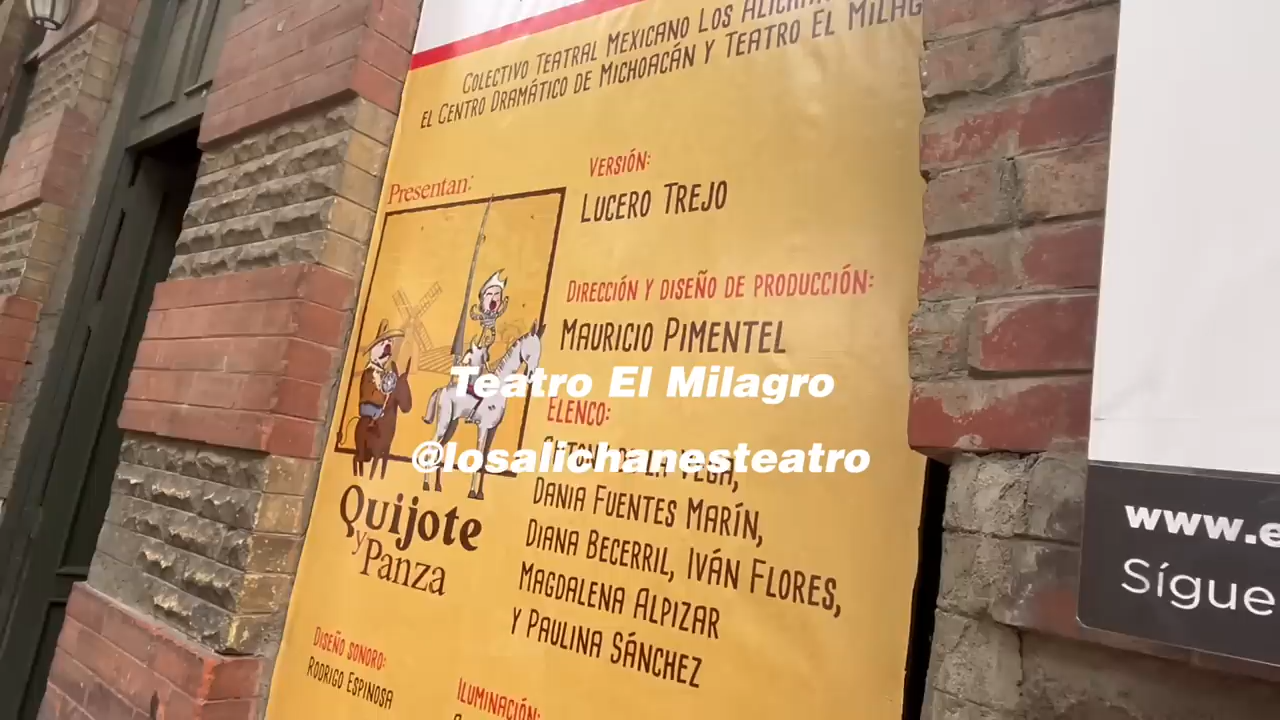 COLECTIVO TEATRAL MEXICANO LOS
EL CENTRO DRAMÁTICO DE MICHOACÁN Y TEATRO EL
Presentan:
VERSIÓN:
LUCERO TREJO
DIRECCIÓN Y DISEÑO DE PRODUCCIÓN:
MAURICIO PIMENTEL
Teatro El Milagro
ELENCO:
@losalichanesteatro
VEGA,
DANIA FUENTES MARÍN,
DIANA BECERRIL, IVÁN FLORES,
MAGDALENA ALPIZAR
Y PAULINA SÁNCHEZ
Quijote
y
Panza
DISEÑO SONORO:
RODRIGO ESPINOSA
ILUMINACIÓN:
www.e
Sígue